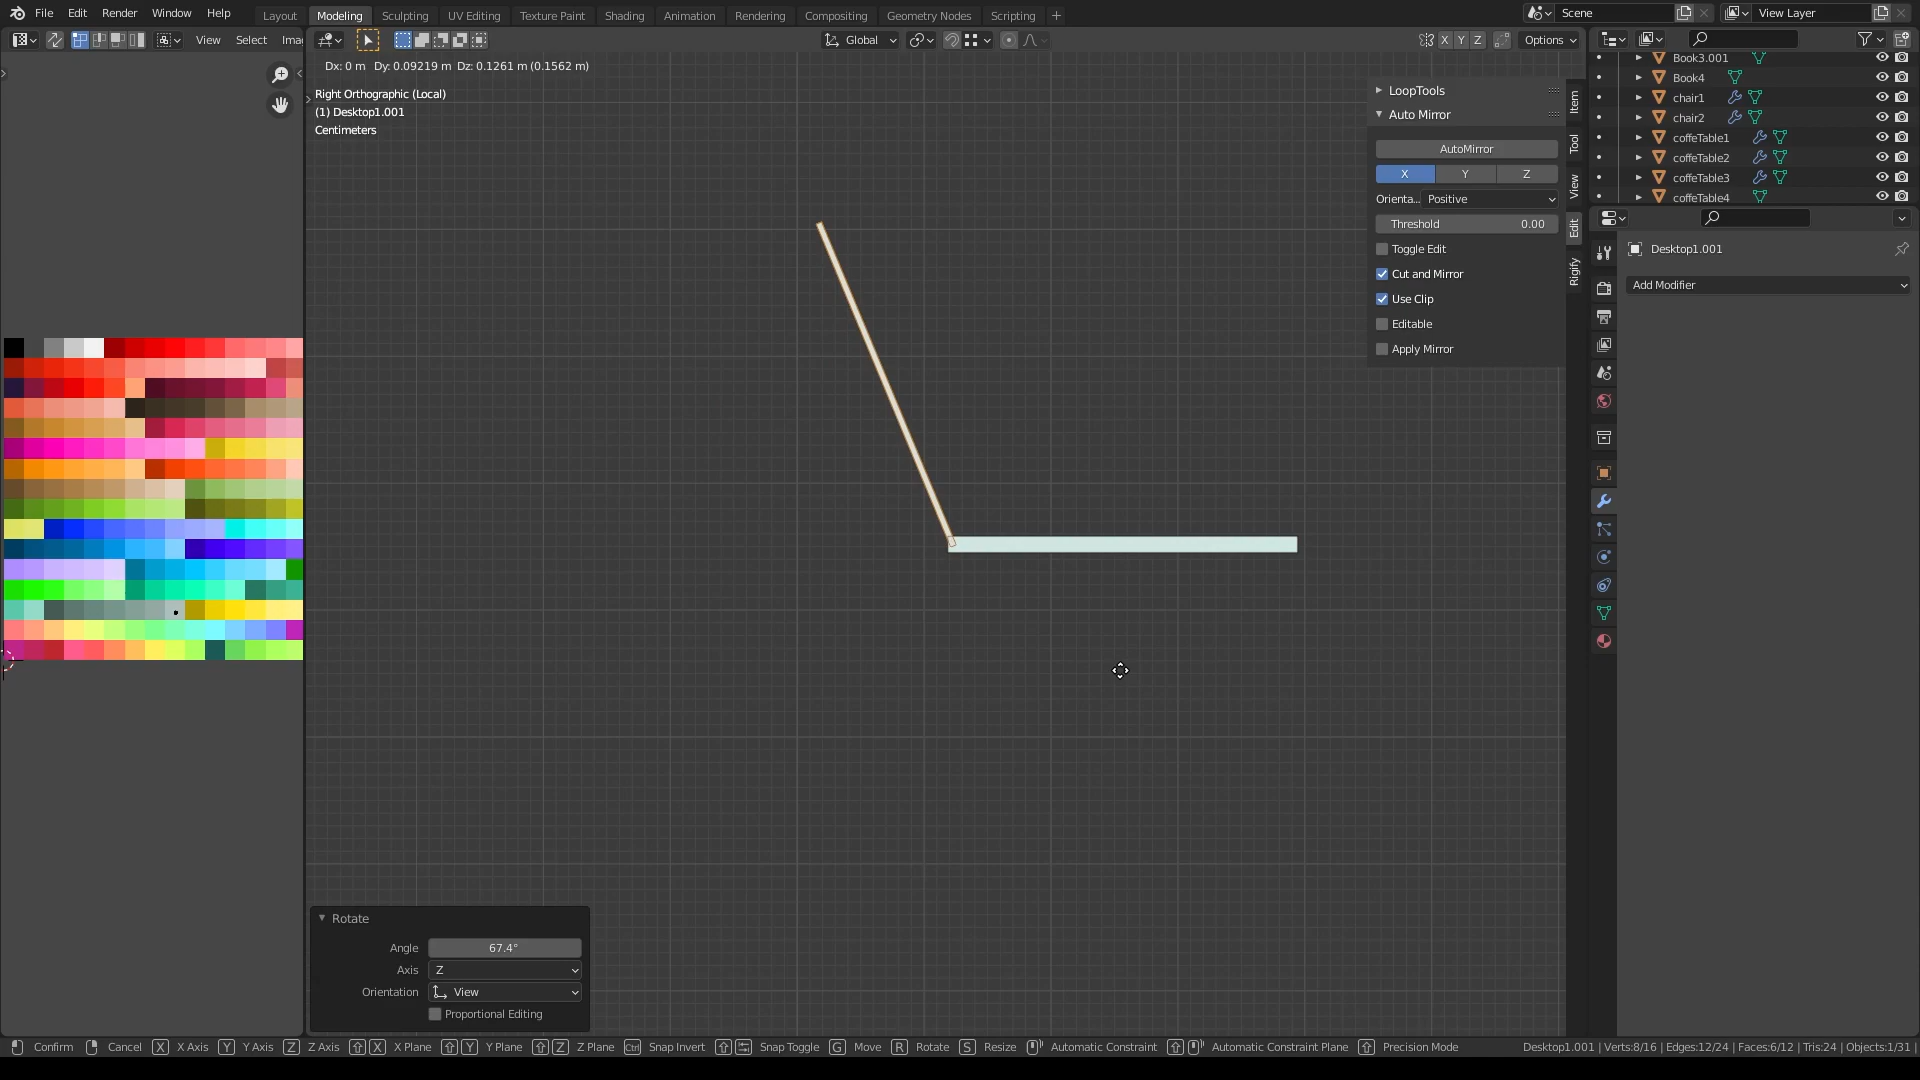 File Edit Render Window Help Layout Modeling Sculpting UV Editing Texture Paint Shading Animation Rendering Compositing Geometry Nodes Scripting Scene View Layer
View Select Ima Global X Y Z Options
Dx: 0 m Dy: 0.09219 m Dz: 0.1261 m (0.1562 m)
Right Orthographic (Local)
(1) Desktop1.001
Centimeters
LoopTools
Auto Mirror
AutoMirror
X Y Z
Orienta... Positive
Threshold 0.00
Toggle Edit
Cut and Mirror
Use Clip
Editable
Apply Mirror
Item
Tool
View
Edit
Rigify
Book3.001
Book4
chair1
chair2
coffeTable1
coffeTable2
coffeTable3
coffeTable4
Desktop1.001
Add Modifier
Rotate
Angle 67.4°
Axis Z
Orientation View
Proportional Editing
Confirm Cancel X X Axis Y Y Axis Z Z Axis X X Plane Y Y Plane Z Z Plane Ctrl Snap Invert Snap Toggle G Move R Rotate S Resize Automatic Constraint Automatic Constraint Plane Precision Mode Desktop1.001 | Verts:8/16 | Edges:12/24 | Faces:6/12 | Tris:24 | Objects:1/31 |